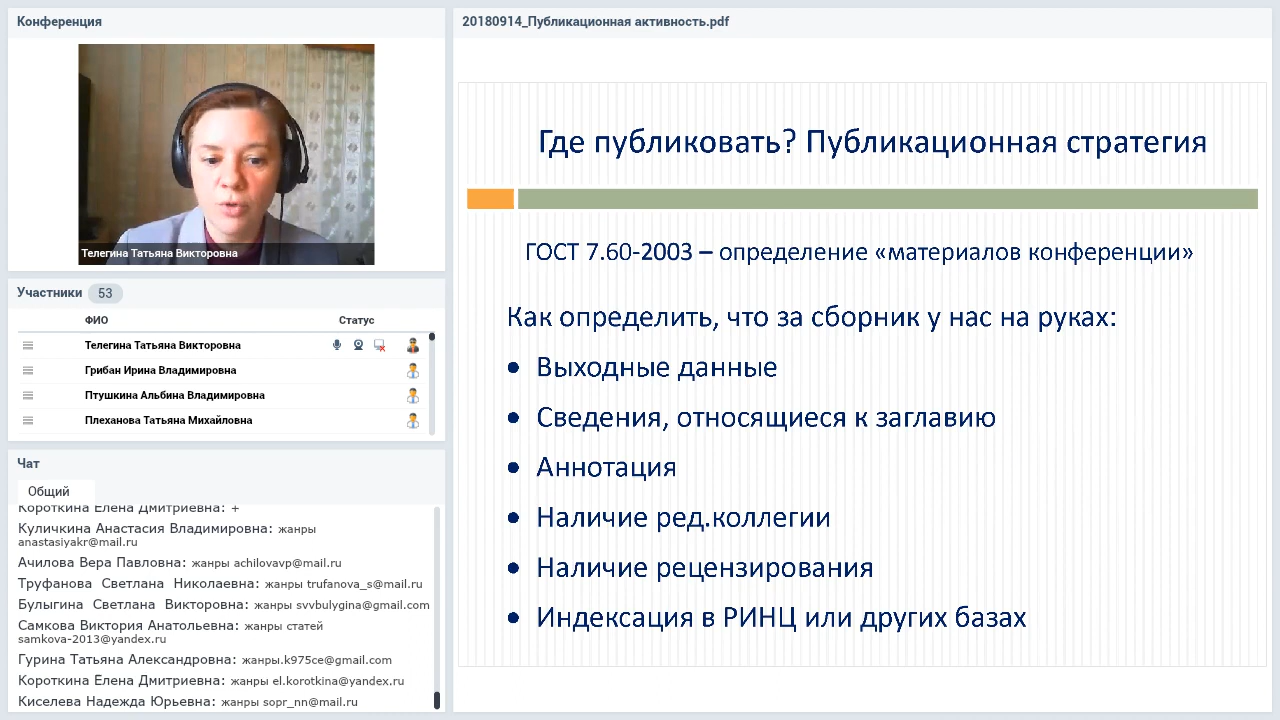 Конференция
Телегина Татьяна Викторовна
Участники 53
ФИО Статус
Телегина Татьяна Викторовна
Грибан Ирина Владимировна
Птушкина Альбина Владимировна
Плеханова Татьяна Михайловна
Чат
Общий
Короткина Елена Дмитриевна: +
Куличкина Анастасия Владимировна: жанры
anastasiyakr@mail.ru
Ачилова Вера Павловна: жанры achilovavp@mail.ru
Труфанова Светлана Николаевна: жанры trufanova_s@mail.ru
Булыгина Светлана Викторовна: жанры svvbulygina@gmail.com
Самкова Виктория Анатольевна: жанры статей
samkova-2013@yandex.ru
Гурина Татьяна Александровна: жанры.k975ce@gmail.com
Короткина Елена Дмитриевна: жанры el.korotkina@yandex.ru
Киселева Надежда Юрьевна: жанры sopr_nn@mail.ru
20180914_Публикационная активность.pdf
Где публиковать? Публикационная стратегия
ГОСТ 7.60-2003 – определение «материалов конференции»
Как определить, что за сборник у нас на руках:
• Выходные данные
• Сведения, относящиеся к заглавию
• Аннотация
• Наличие ред.коллегии
• Наличие рецензирования
• Индексация в РИНЦ или других базах